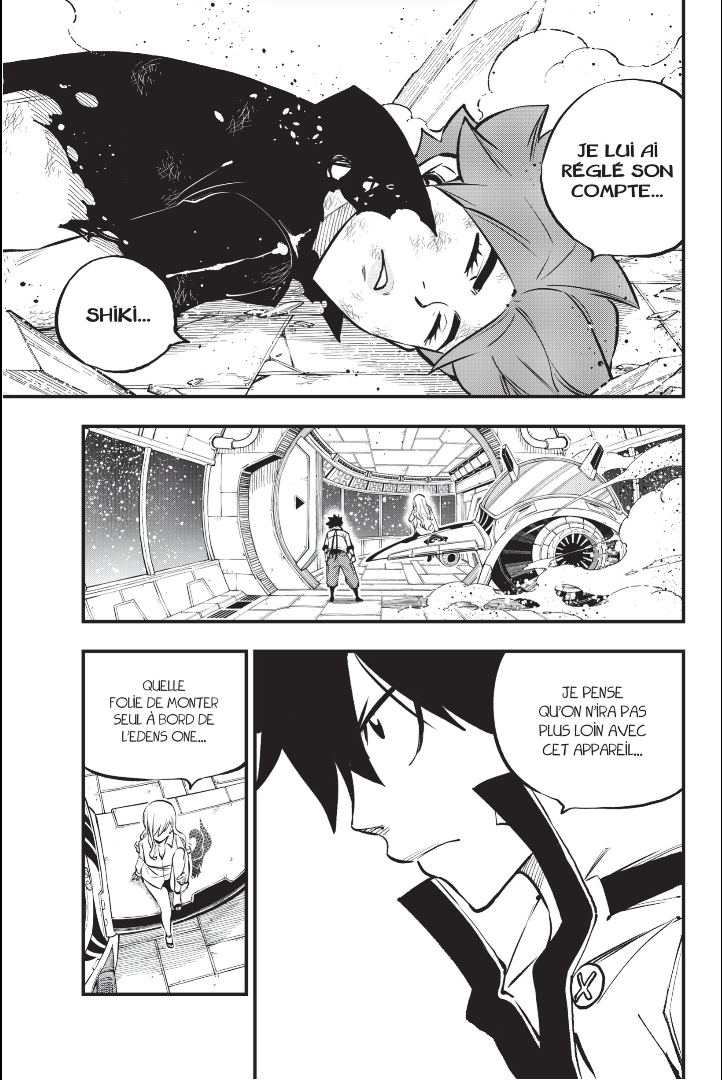 JE LUI AI
RÉGLÉ SON
COMPTE...
SHIKI...
QUELLE
FOLIE DE MONTER
SEUL À BORD DE
L'EDENS ONE...
JE PENSE
QU'ON N'IRA PAS
PLUS LOIN AVEC
CET APPAREIL...
X